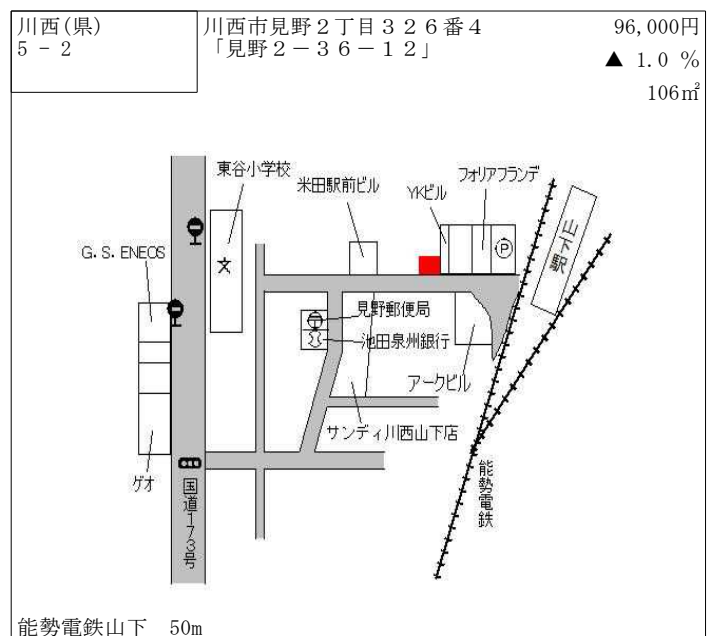 川西(県)
5 - 2
川西市見野２丁目３２６番４
「見野２－３６－１２」
96,000円
▲ 1.0 %
106㎡
東谷小学校
米田駅前ビル
YKビル
フォリアフランデ
山下駅
G.S.ENEOS
文
P
見野郵便局
池田泉州銀行
アークビル
サンディ川西山下店
ゲオ
国道173号
能勢電鉄
能勢電鉄山下　50m